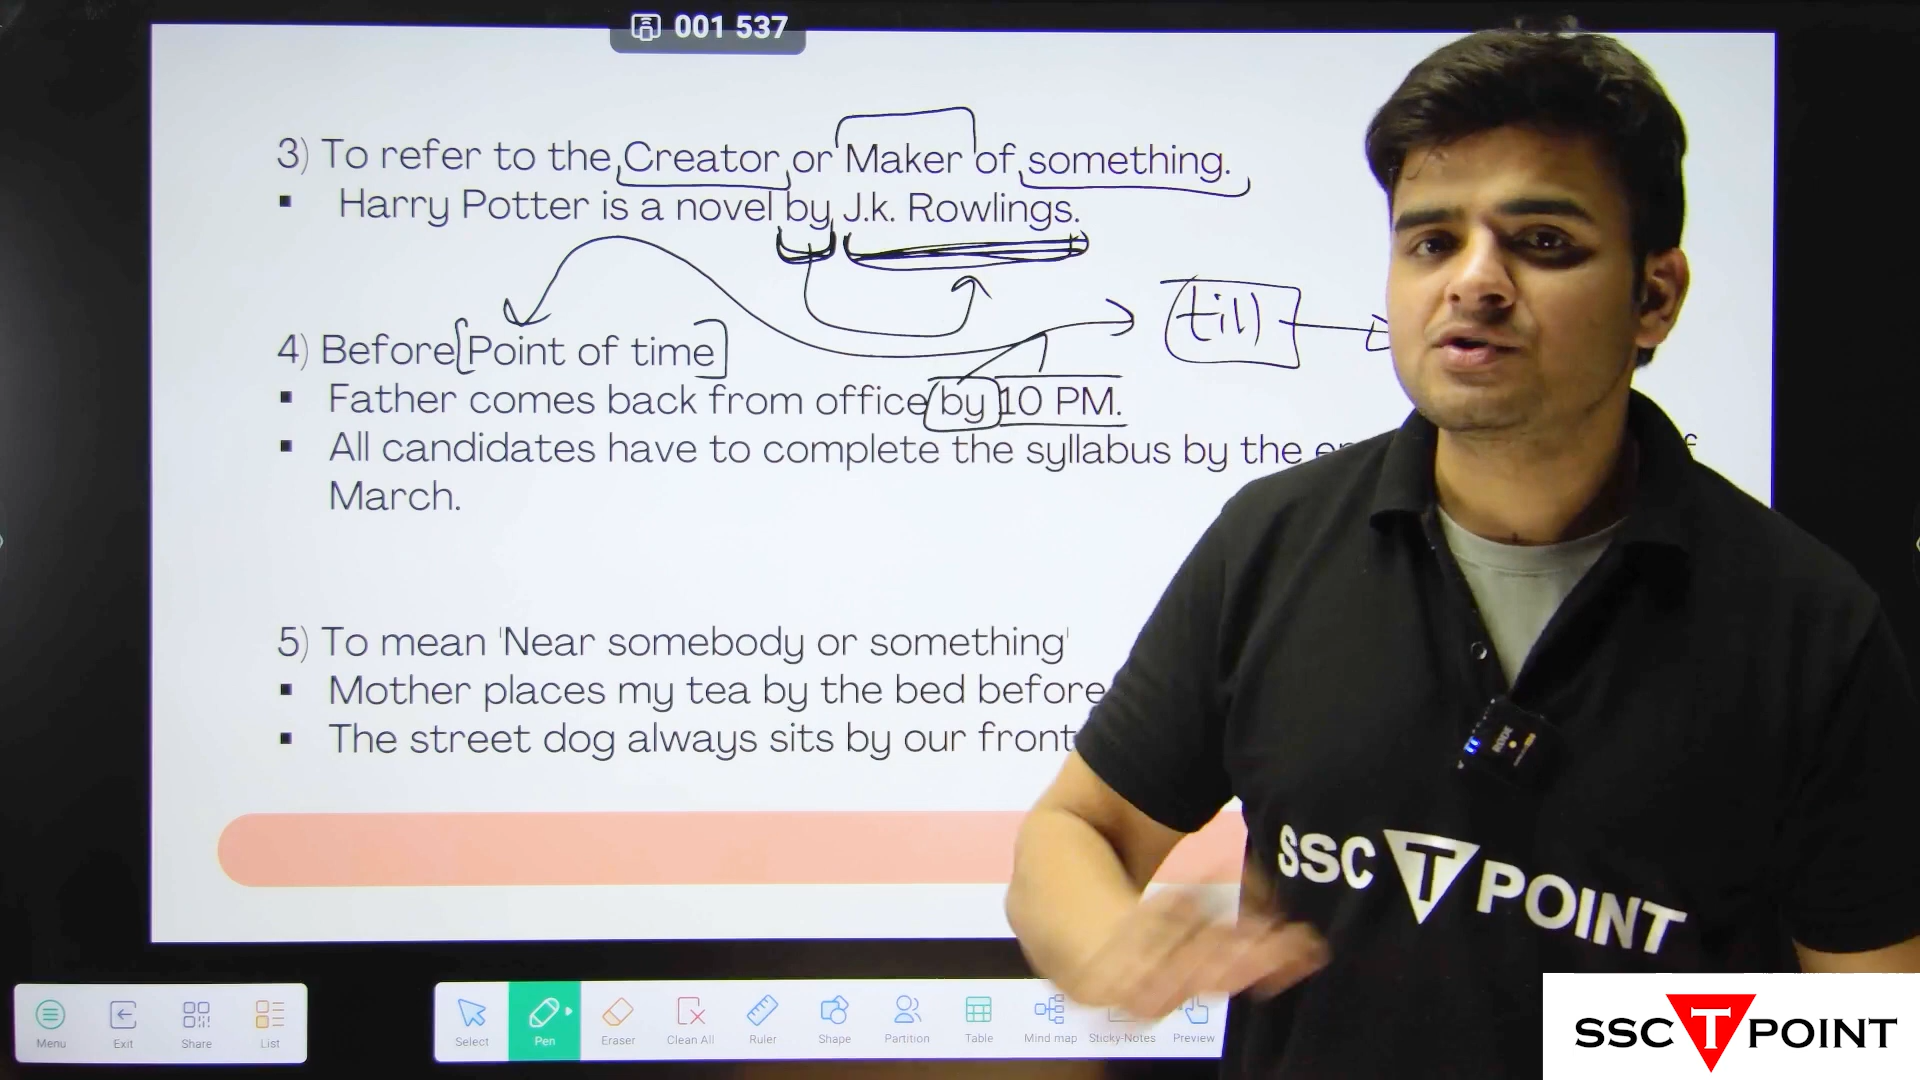 001 537
3) To refer to the Creator or Maker of something.
▪ Harry Potter is a novel by J.k. Rowlings.
till
4) Before Point of time
▪ Father comes back from office by 10 PM.
▪ All candidates have to complete the syllabus by the
March.
5) To mean 'Near somebody or something'
▪ Mother places my tea by the bed before
▪ The street dog always sits by our front
RODE
SSC T POINT
Menu Exit Share List Select Pen Eraser Clean All Ruler Shape Partition Table Mind map Sticky-Notes Preview
SSC T POINT